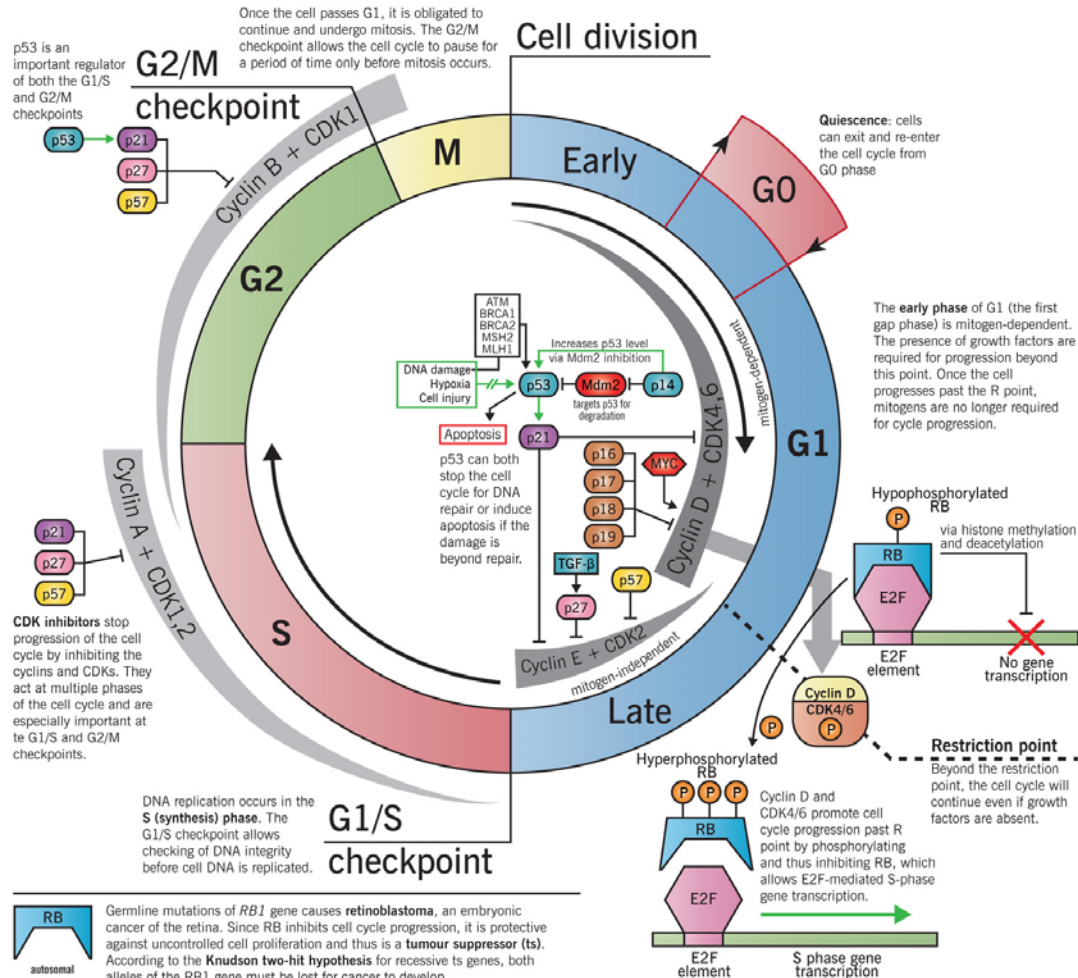 Once the cell passes G1, it is obligated to
continue and undergo mitosis. The G2/M
checkpoint allows the cell cycle to pause for
a period of time only before mitosis occurs.
Cell division
p53 is an
important regulator
of both the G1/S
and G2/M
checkpoints
G2/M
checkpoint
p53
p21
p27
p57
Cyclin B + CDK1
M
Early
G0
Quiescence: cells
can exit and re-enter
the cell cycle from
G0 phase
G2
G1
mitogen-dependent
The early phase of G1 (the first
gap phase) is mitogen-dependent.
The presence of growth factors are
required for progression beyond
this point. Once the cell
progresses past the R point,
mitogens are no longer required
for cycle progression.
ATM
BRCA1
BRCA2
MSH2
MLH1
Increases p53 level
via Mdm2 inhibition
DNA damage
Hypoxia
Cell injury
p53
Mdm2
p14
targets p53 for
degradation
Apoptosis
p21
p53 can both
stop the cell
cycle for DNA
repair or induce
apoptosis if the
damage is
beyond repair.
p16
p17
p18
p19
MYC
Cyclin D + CDK4,6
TGF-β
p27
p57
Cyclin E + CDK2
mitogen-independent
Late
S
Cyclin A + CDK1,2
p21
p27
p57
CDK inhibitors stop
progression of the cell
cycle by inhibiting the
cyclins and CDKs. They
act at multiple phases
of the cell cycle and are
especially important at
te G1/S and G2/M
checkpoints.
Hypophosphorylated
RB
P
via histone methylation
and deacetylation
RB
E2F
E2F
element
No gene
transcription
Cyclin D
CDK4/6
P
P
Restriction point
Beyond the restriction
point, the cell cycle will
continue even if growth
factors are absent.
Hyperphosphorylated
RB
P P P
RB
E2F
Cyclin D and
CDK4/6 promote cell
cycle progression past R
point by phosphorylating
and thus inhibiting RB, which
allows E2F-mediated S-phase
gene transcription.
E2F
element
S phase gene
transcription
DNA replication occurs in the
S (synthesis) phase. The
G1/S checkpoint allows
checking of DNA integrity
before cell DNA is replicated.
G1/S
checkpoint
RB
autosomal
Germline mutations of RB1 gene causes retinoblastoma, an embryonic
cancer of the retina. Since RB inhibits cell cycle progression, it is protective
against uncontrolled cell proliferation and thus is a tumour suppressor (ts).
According to the Knudson two-hit hypothesis for recessive ts genes, both
alleles of the RB1 gene must be lost for cancer to develop